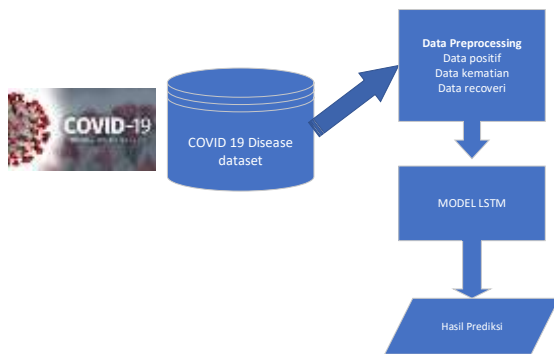 COVID-19
COVID 19 Disease
dataset
Data Preprocessing
Data positif
Data kematian
Data recoveri
MODEL LSTM
Hasil Prediksi